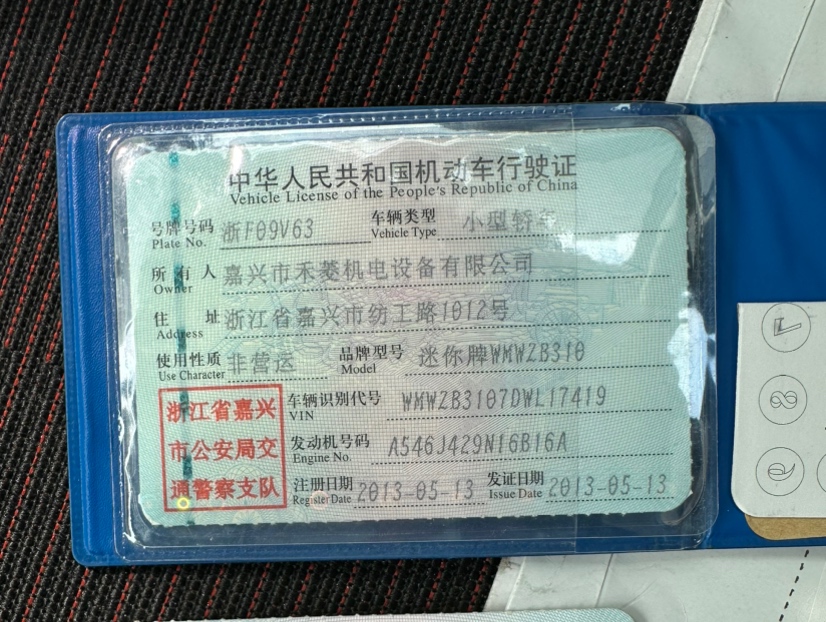 中华人民共和国机动车行驶证
Vehicle License of the People's Republic of China
号牌号码 浙F09V63 车辆类型 小型轿车
Plate No. Vehicle Type
所有人 嘉兴市禾菱机电设备有限公司
Owner
住址 浙江省嘉兴市纺工路1012号
Address
使用性质 非营运 品牌型号 迷你牌WMWZB310
Use Character Model
浙江省嘉兴 车辆识别代号 WMWZB3107DWL17419
VIN
市公安局交 发动机号码 A546J429N16B16A
Engine No.
通警察支队 注册日期 2013-05-13 发证日期 2013-05-13
Register Date Issue Date